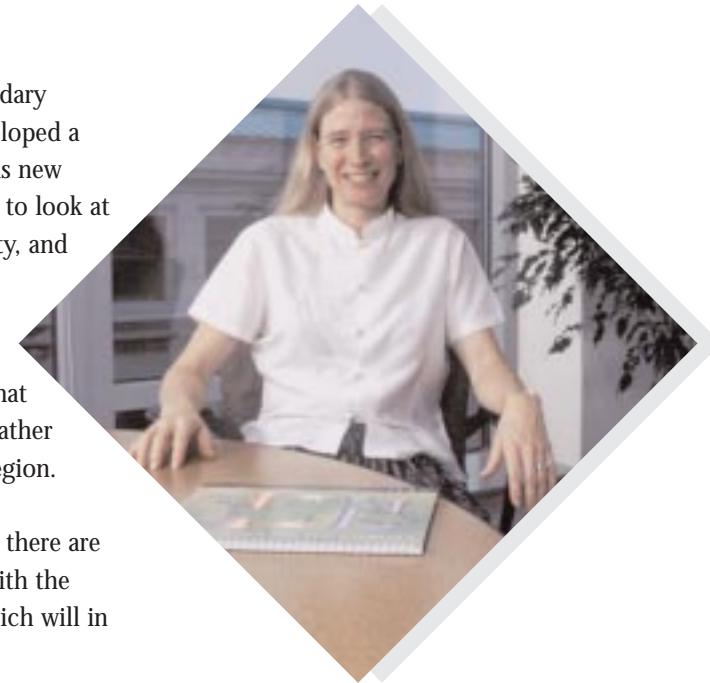 dary
loped a
s new
to look at
ty, and
hat
ather
egion.
there are
ith the
ich will in